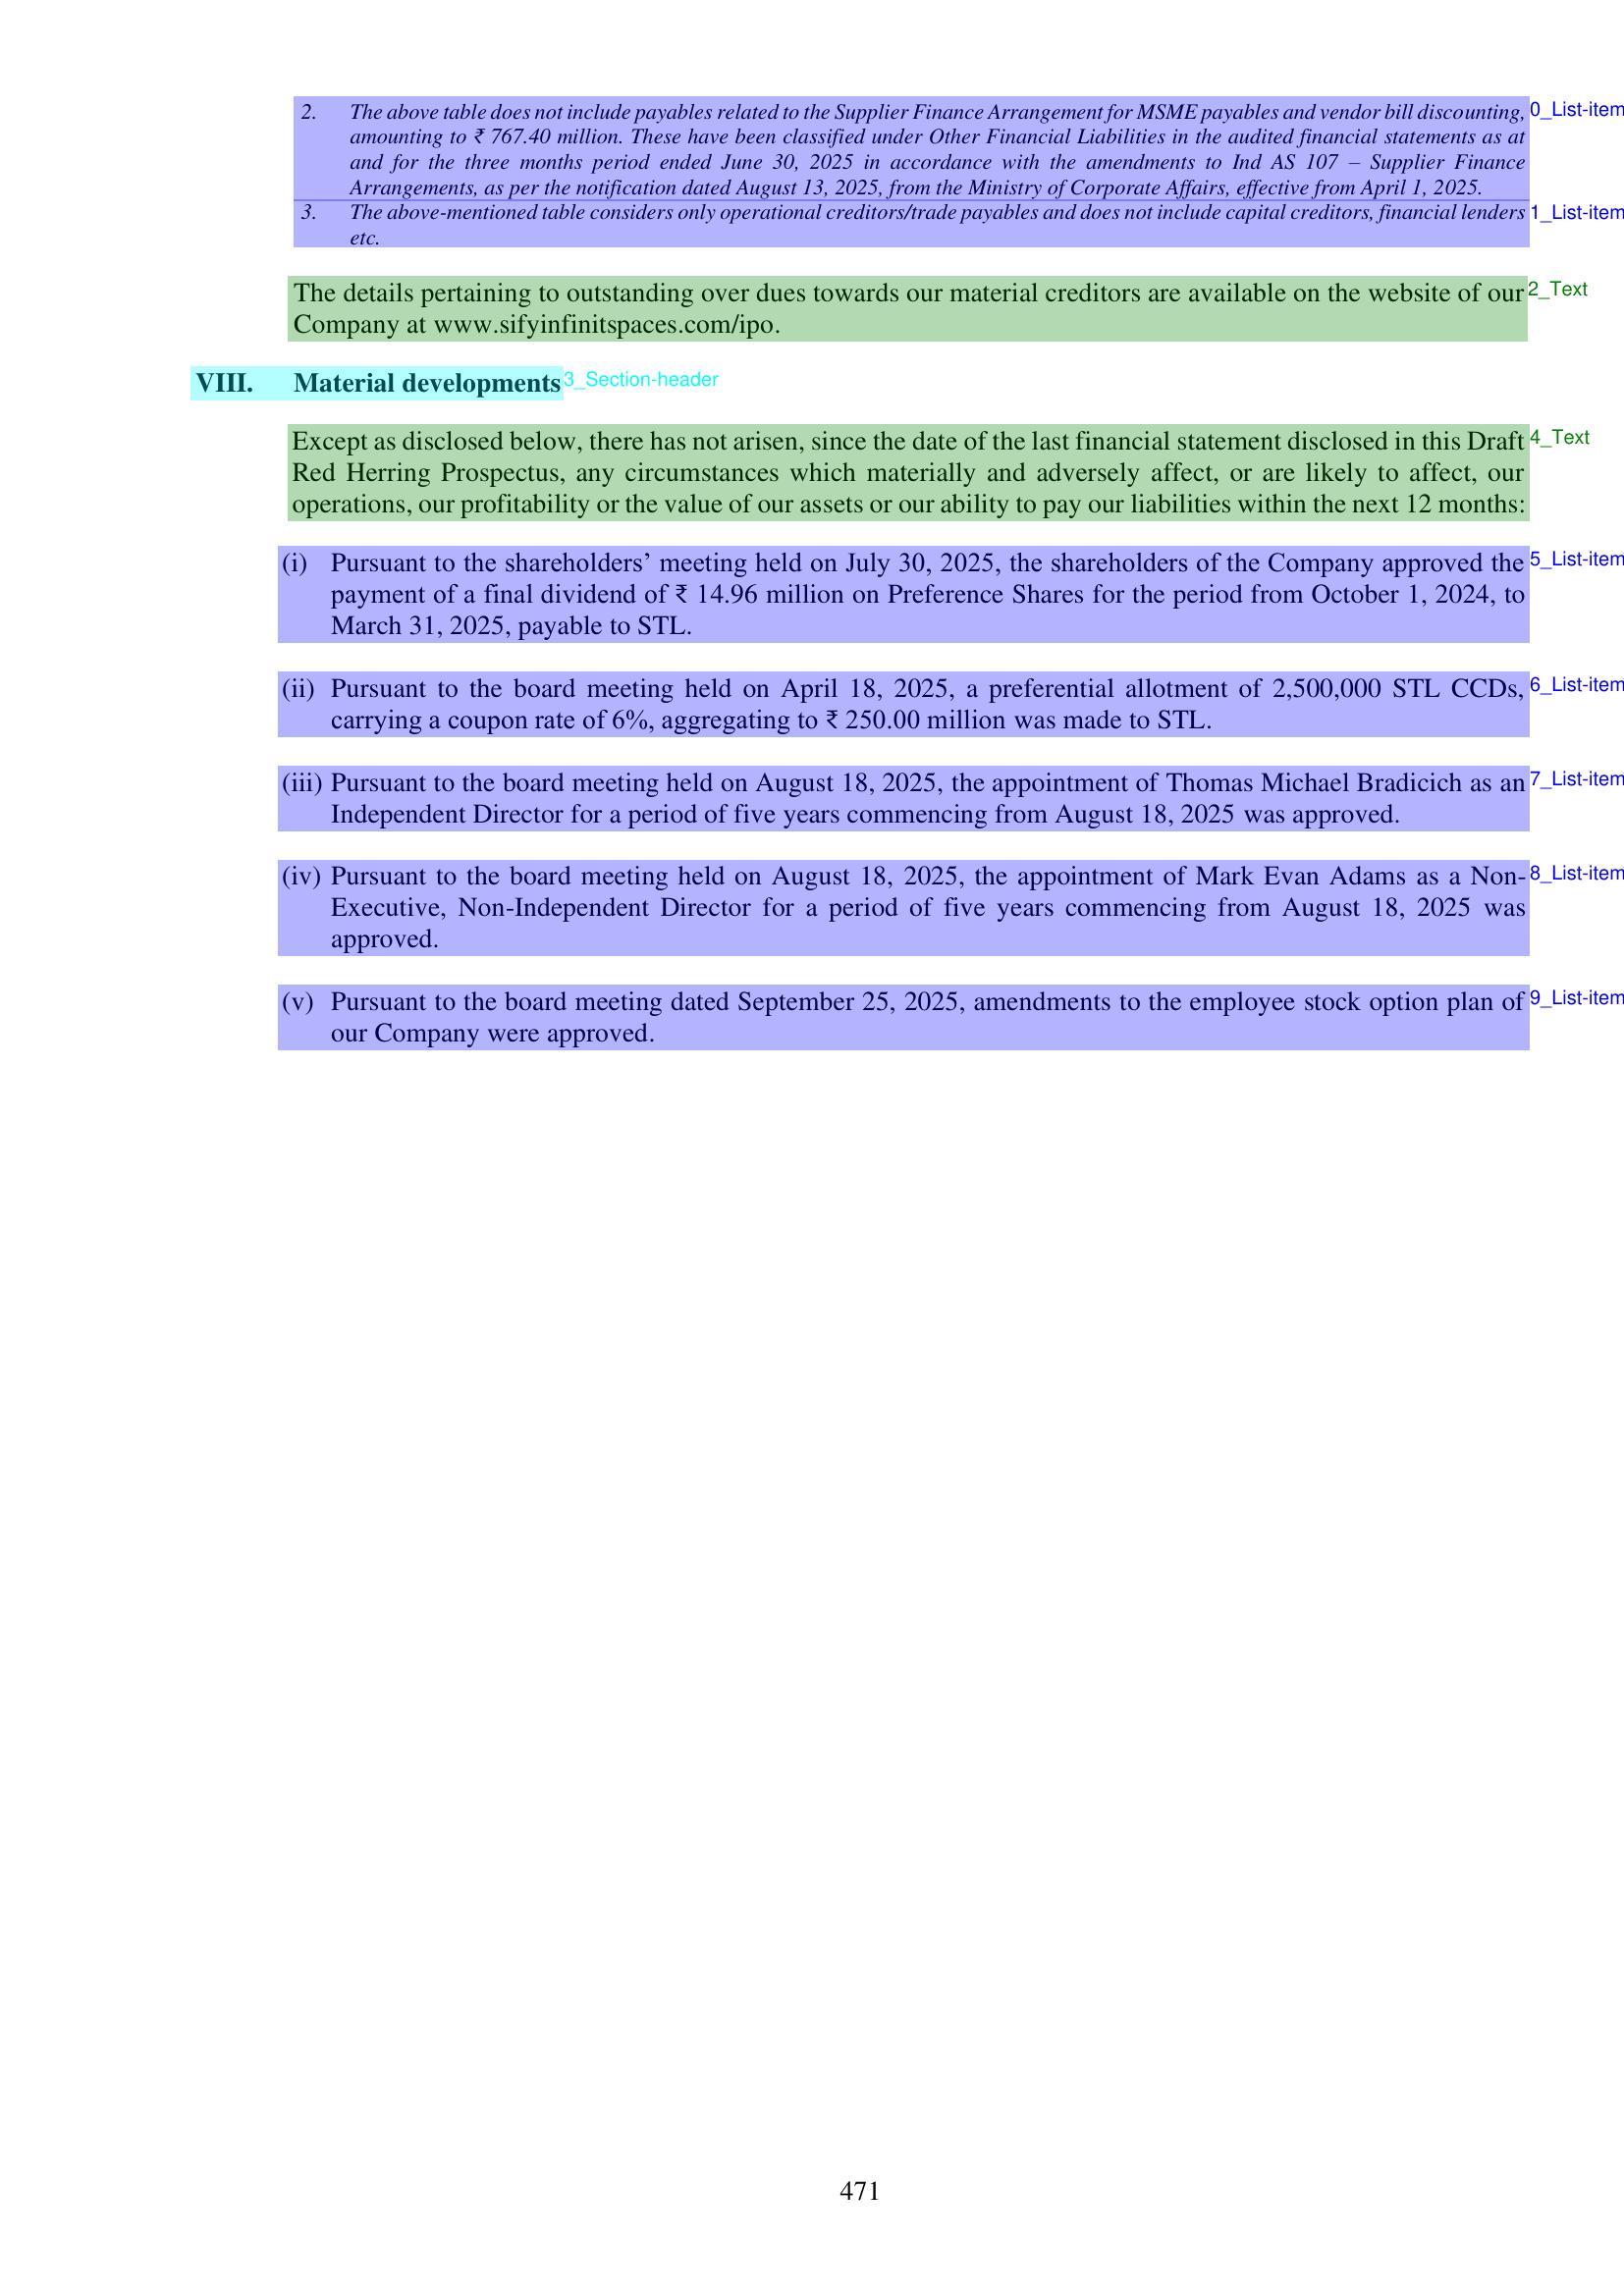 2. The above table does not include payables related to the Supplier Finance Arrangement for MSME payables and vendor bill discounting, 0_List-item
amounting to ₹ 767.40 million. These have been classified under Other Financial Liabilities in the audited financial statements as at
and for the three months period ended June 30, 2025 in accordance with the amendments to Ind AS 107 – Supplier Finance
Arrangements, as per the notification dated August 13, 2025, from the Ministry of Corporate Affairs, effective from April 1, 2025.
3. The above-mentioned table considers only operational creditors/trade payables and does not include capital creditors, financial lenders 1_List-item
etc.
The details pertaining to outstanding over dues towards our material creditors are available on the website of our 2_Text
Company at www.sifyinfinitspaces.com/ipo.
VIII. Material developments 3_Section-header
Except as disclosed below, there has not arisen, since the date of the last financial statement disclosed in this Draft 4_Text
Red Herring Prospectus, any circumstances which materially and adversely affect, or are likely to affect, our
operations, our profitability or the value of our assets or our ability to pay our liabilities within the next 12 months:
(i) Pursuant to the shareholders’ meeting held on July 30, 2025, the shareholders of the Company approved the 5_List-item
payment of a final dividend of ₹ 14.96 million on Preference Shares for the period from October 1, 2024, to
March 31, 2025, payable to STL.
(ii) Pursuant to the board meeting held on April 18, 2025, a preferential allotment of 2,500,000 STL CCDs, 6_List-item
carrying a coupon rate of 6%, aggregating to ₹ 250.00 million was made to STL.
(iii) Pursuant to the board meeting held on August 18, 2025, the appointment of Thomas Michael Bradicich as an 7_List-item
Independent Director for a period of five years commencing from August 18, 2025 was approved.
(iv) Pursuant to the board meeting held on August 18, 2025, the appointment of Mark Evan Adams as a Non- 8_List-item
Executive, Non-Independent Director for a period of five years commencing from August 18, 2025 was
approved.
(v) Pursuant to the board meeting dated September 25, 2025, amendments to the employee stock option plan of 9_List-item
our Company were approved.
471